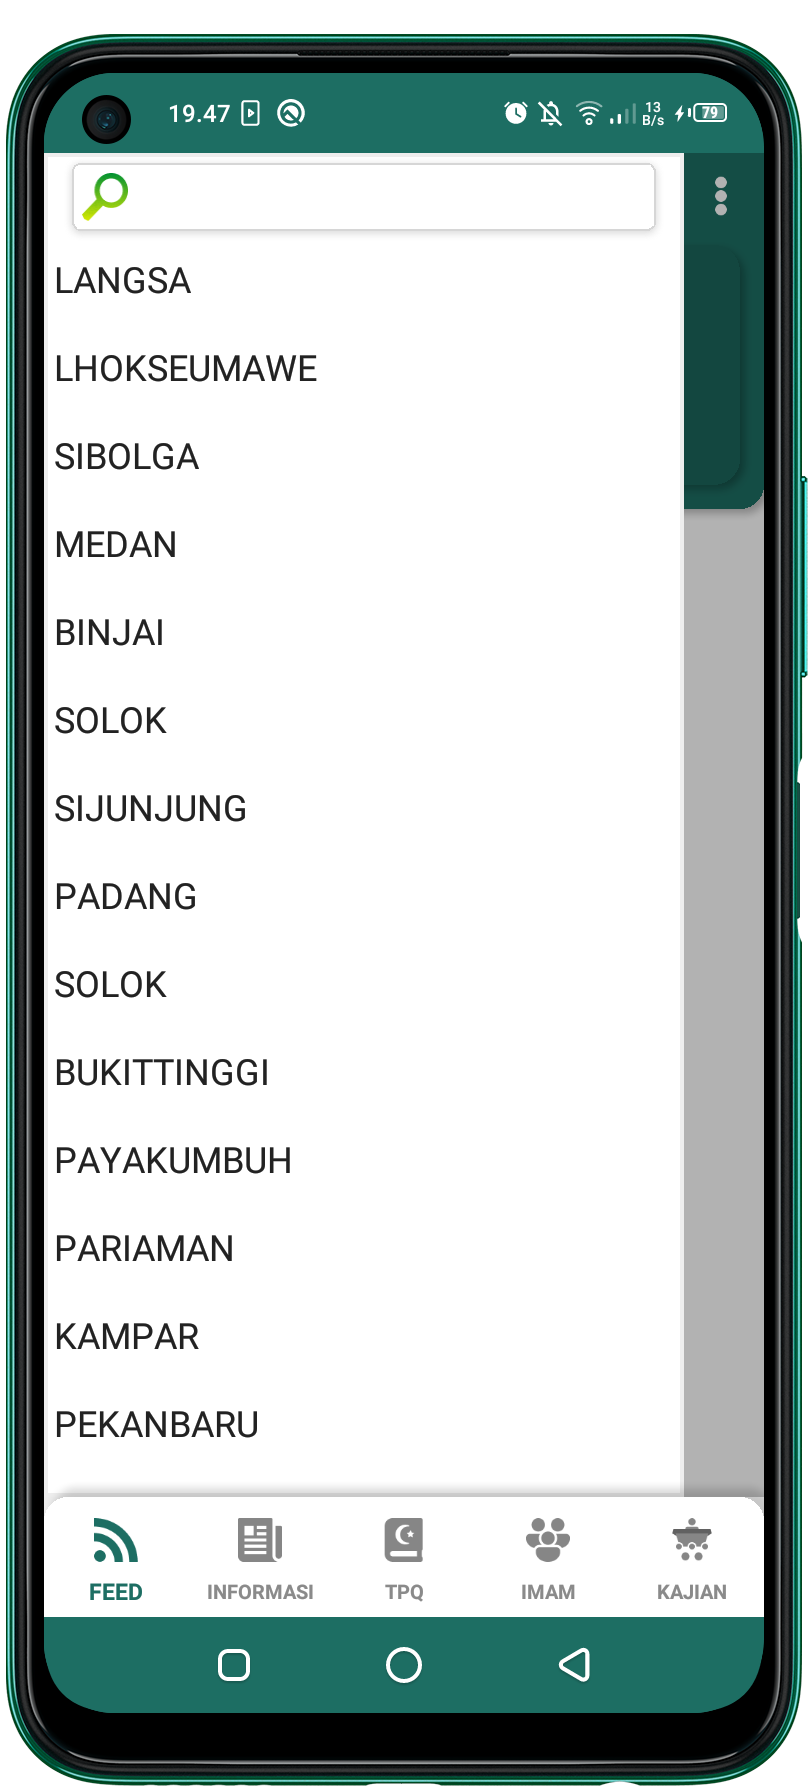 19.47
13
B/s
79
LANGSA
LHOKSEUMAWE
SIBOLGA
MEDAN
BINJAI
SOLOK
SIJUNJUNG
PADANG
SOLOK
BUKITTINGGI
PAYAKUMBUH
PARIAMAN
KAMPAR
PEKANBARU
FEED INFORMASI TPQ IMAM KAJIAN